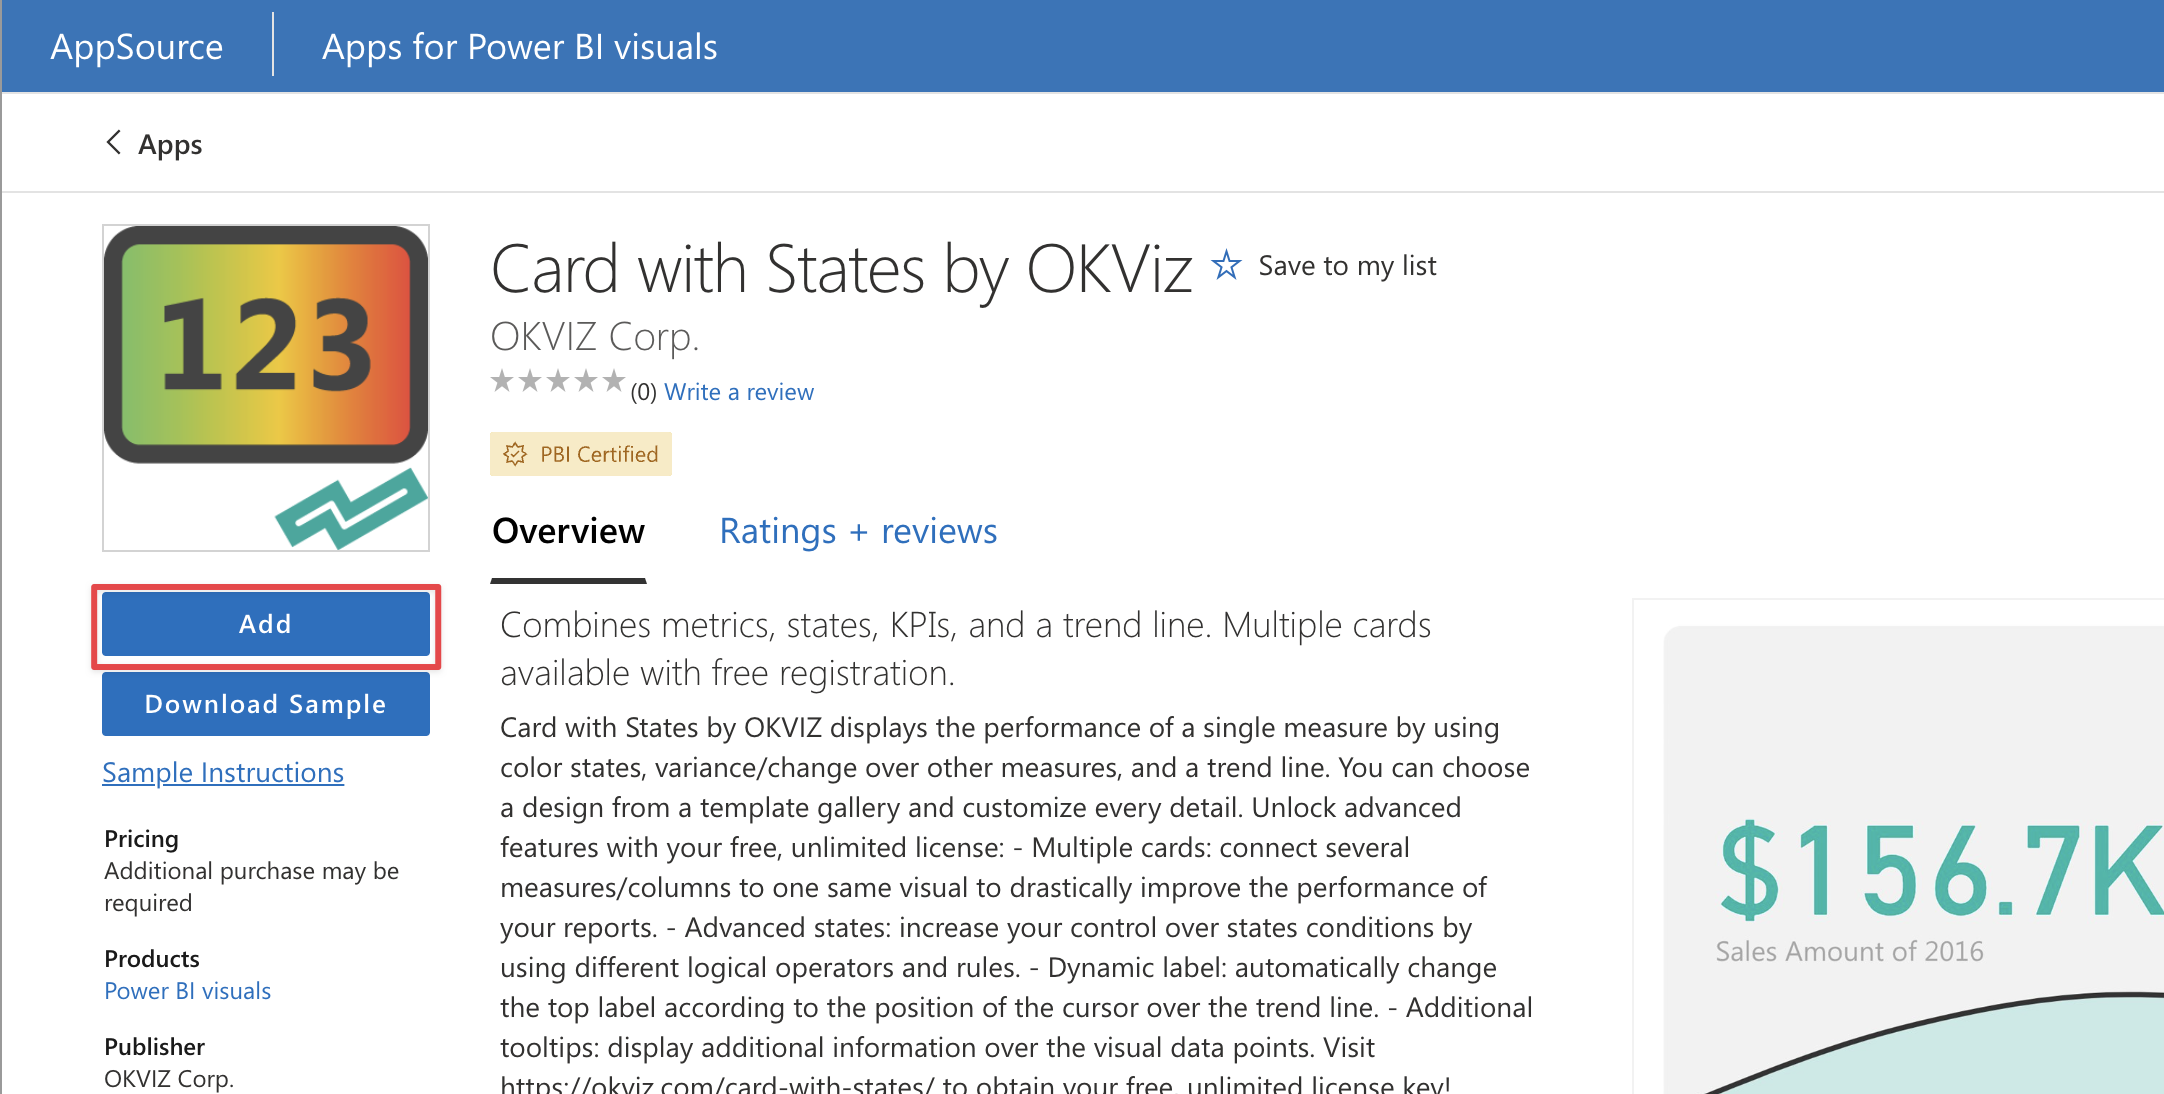 AppSource
Apps for Power BI visuals
Apps
123
Card with States by OKViz
Save to my list
OKVIZ Corp.
(0) Write a review
PBI Certified
Overview
Ratings + reviews
Add
Download Sample
Sample Instructions
Pricing
Additional purchase may be
required
Products
Power BI visuals
Publisher
OKVIZ Corp.
Combines metrics, states, KPIs, and a trend line. Multiple cards
available with free registration.
Card with States by OKVIZ displays the performance of a single measure by using
color states, variance/change over other measures, and a trend line. You can choose
a design from a template gallery and customize every detail. Unlock advanced
features with your free, unlimited license: - Multiple cards: connect several
measures/columns to one same visual to drastically improve the performance of
your reports. - Advanced states: increase your control over states conditions by
using different logical operators and rules. - Dynamic label: automatically change
the top label according to the position of the cursor over the trend line. - Additional
tooltips: display additional information over the visual data points. Visit
https://okviz.com/card-with-states/ to obtain your free, unlimited license key!
$156.7K
Sales Amount of 2016